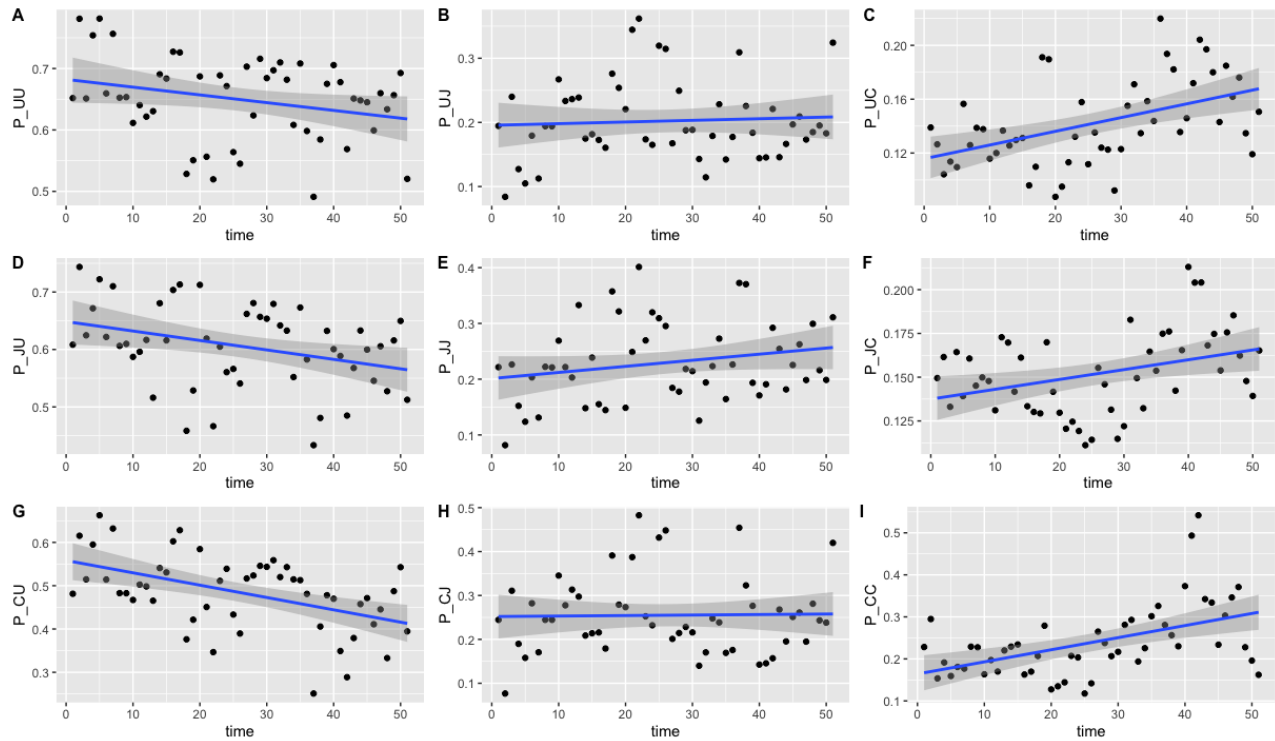 A
P_UU
0.7
0.6
0.5
0 10 20 30 40 50
time
B
P_UJ
0.3
0.2
0.1
0 10 20 30 40 50
time
C
P_UC
0.20
0.16
0.12
0 10 20 30 40 50
time
D
P_JU
0.7
0.6
0.5
0 10 20 30 40 50
time
E
P_JJ
0.4
0.3
0.2
0.1
0 10 20 30 40 50
time
F
P_JC
0.200
0.175
0.150
0.125
0 10 20 30 40 50
time
G
P_CU
0.6
0.5
0.4
0.3
0 10 20 30 40 50
time
H
P_CJ
0.5
0.4
0.3
0.2
0.1
0 10 20 30 40 50
time
I
P_CC
0.5
0.4
0.3
0.2
0.1
0 10 20 30 40 50
time